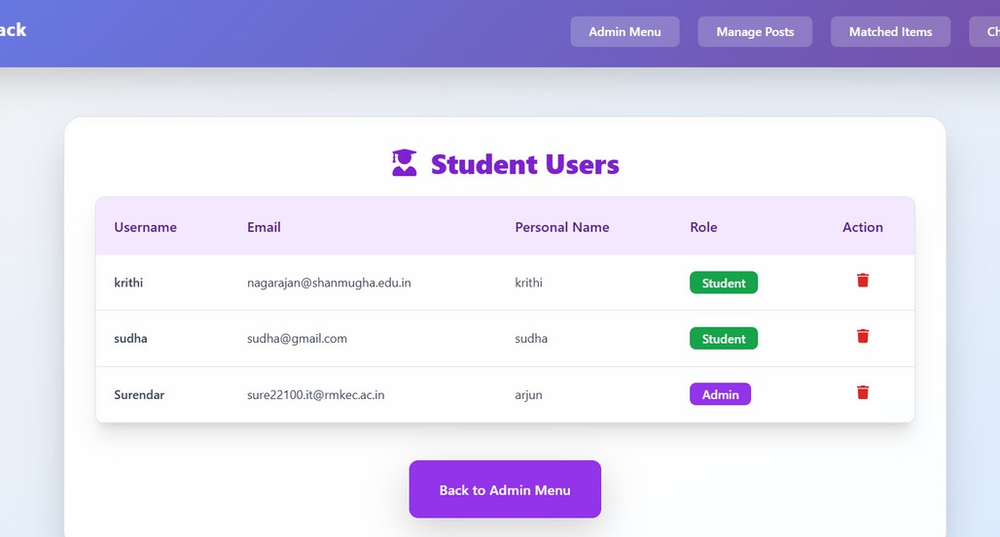 ack Admin Menu Manage Posts Matched Items Ch
Student Users
Username Email Personal Name Role Action
krithi nagarajan@shanmugha.edu.in krithi Student
sudha sudha@gmail.com sudha Student
Surendar sure22100.it@rmkec.ac.in arjun Admin
Back to Admin Menu